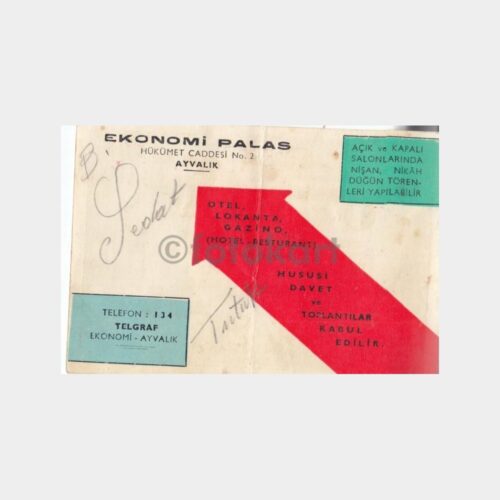 EKONOMİ PALAS
HÜKÜMET CADDESİ No. 2
AYVALIK
AÇIK ve KAPALI
SALONLARINDA
NİŞAN, NİKÂH
DÜĞÜN TÖREN-
LERİ YAPILABİLİR
B.
Sedat
OTEL,
LOKANTA,
GAZİNO,
(HOTEL-RESTURANT)
©fotokart
HUSUSİ
DAVET
ve
TOPLANTILAR
KABUL
EDİLİR.
TELEFON : 134
TELGRAF
EKONOMİ - AYVALIK